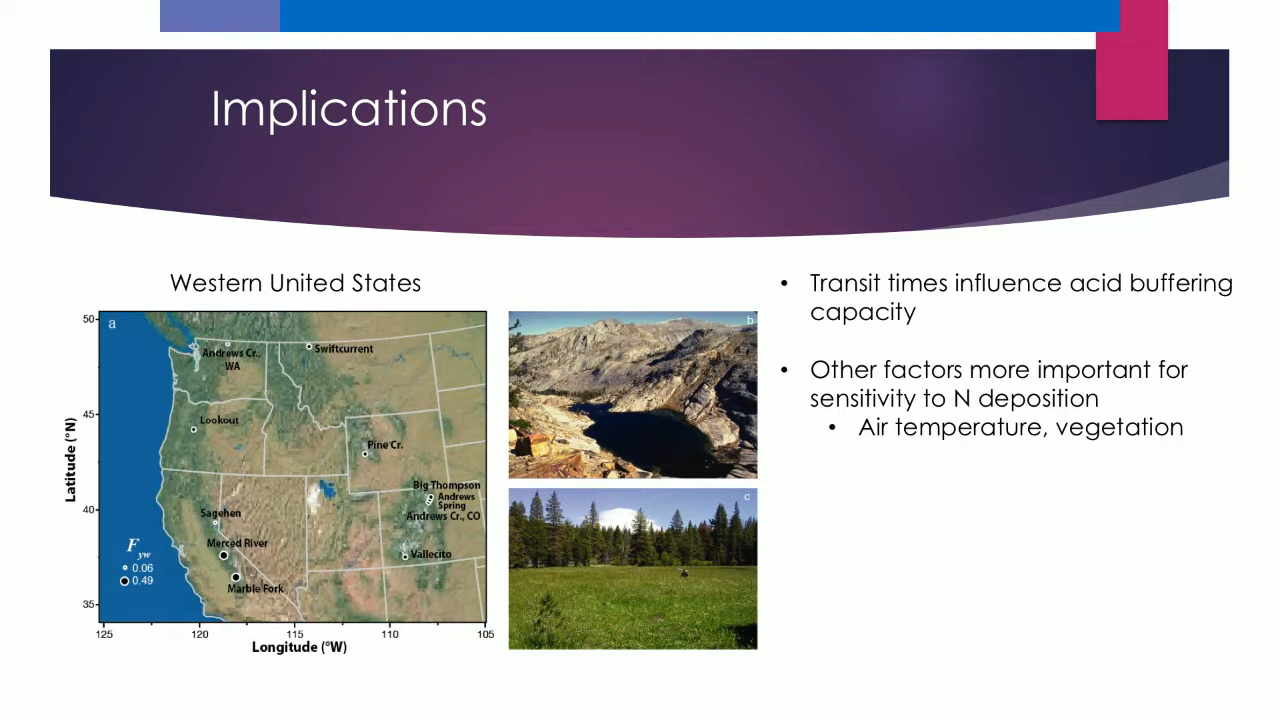 Implications
Western United States
a
50
45
40
35
Latitude (°N)
Andrews Cr.,
WA
Swiftcurrent
Lookout
Pine Cr.
Big Thompson
Andrews
Spring
Andrews Cr., CO
Sagehen
Merced River
Vallecito
Marble Fork
F yw
0.06
0.49
125 120 115 110 105
Longitude (°W)
b
c
• Transit times influence acid buffering
capacity
• Other factors more important for
sensitivity to N deposition
• Air temperature, vegetation